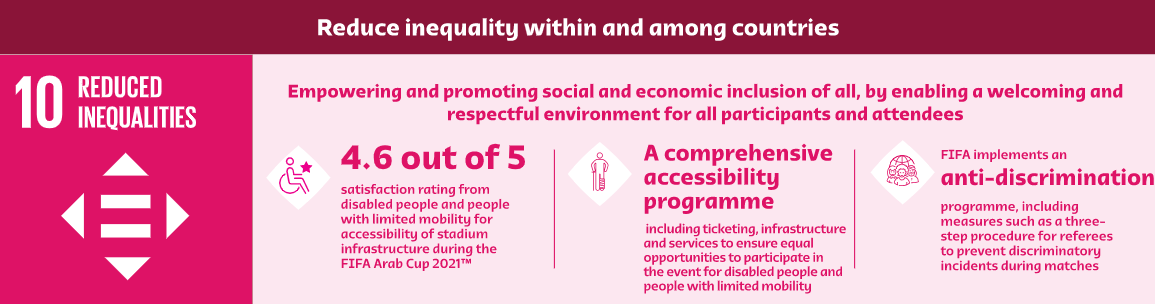 Reduce inequality within and among countries
10 REDUCED
INEQUALITIES
Empowering and promoting social and economic inclusion of all, by enabling a welcoming and
respectful environment for all participants and attendees
4.6 out of 5
satisfaction rating from
disabled people and people
with limited mobility for
accessibility of stadium
infrastructure during the
FIFA Arab Cup 2021™
A comprehensive
accessibility
programme
including ticketing, infrastructure
and services to ensure equal
opportunities to participate in
the event for disabled people and
people with limited mobility
FIFA implements an
anti-discrimination
programme, including
measures such as a three-
step procedure for referees
to prevent discriminatory
incidents during matches